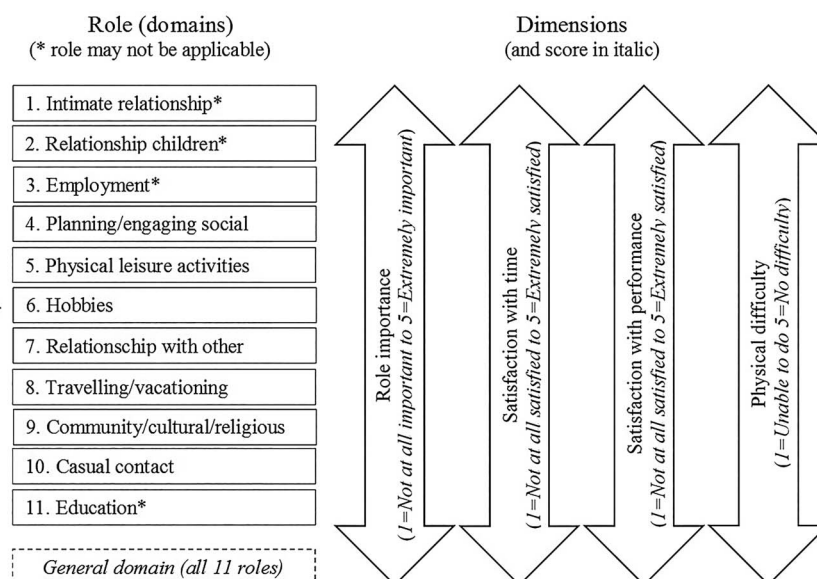 Role (domains)
(* role may not be applicable)
Dimensions
(and score in italic)
1. Intimate relationship*
2. Relationship children*
3. Employment*
4. Planning/engaging social
5. Physical leisure activities
6. Hobbies
7. Relationschip with other
8. Travelling/vacationing
9. Community/cultural/religious
10. Casual contact
11. Education*
General domain (all 11 roles)
Role importance
(1=Not at all important to 5=Extremely important)
Satisfaction with time
(1=Not at all satisfied to 5=Extremely satisfied)
Satisfaction with performance
(1=Not at all satisfied to 5=Extremely satisfied)
Physical difficulty
(1=Unable to do 5=No difficulty)